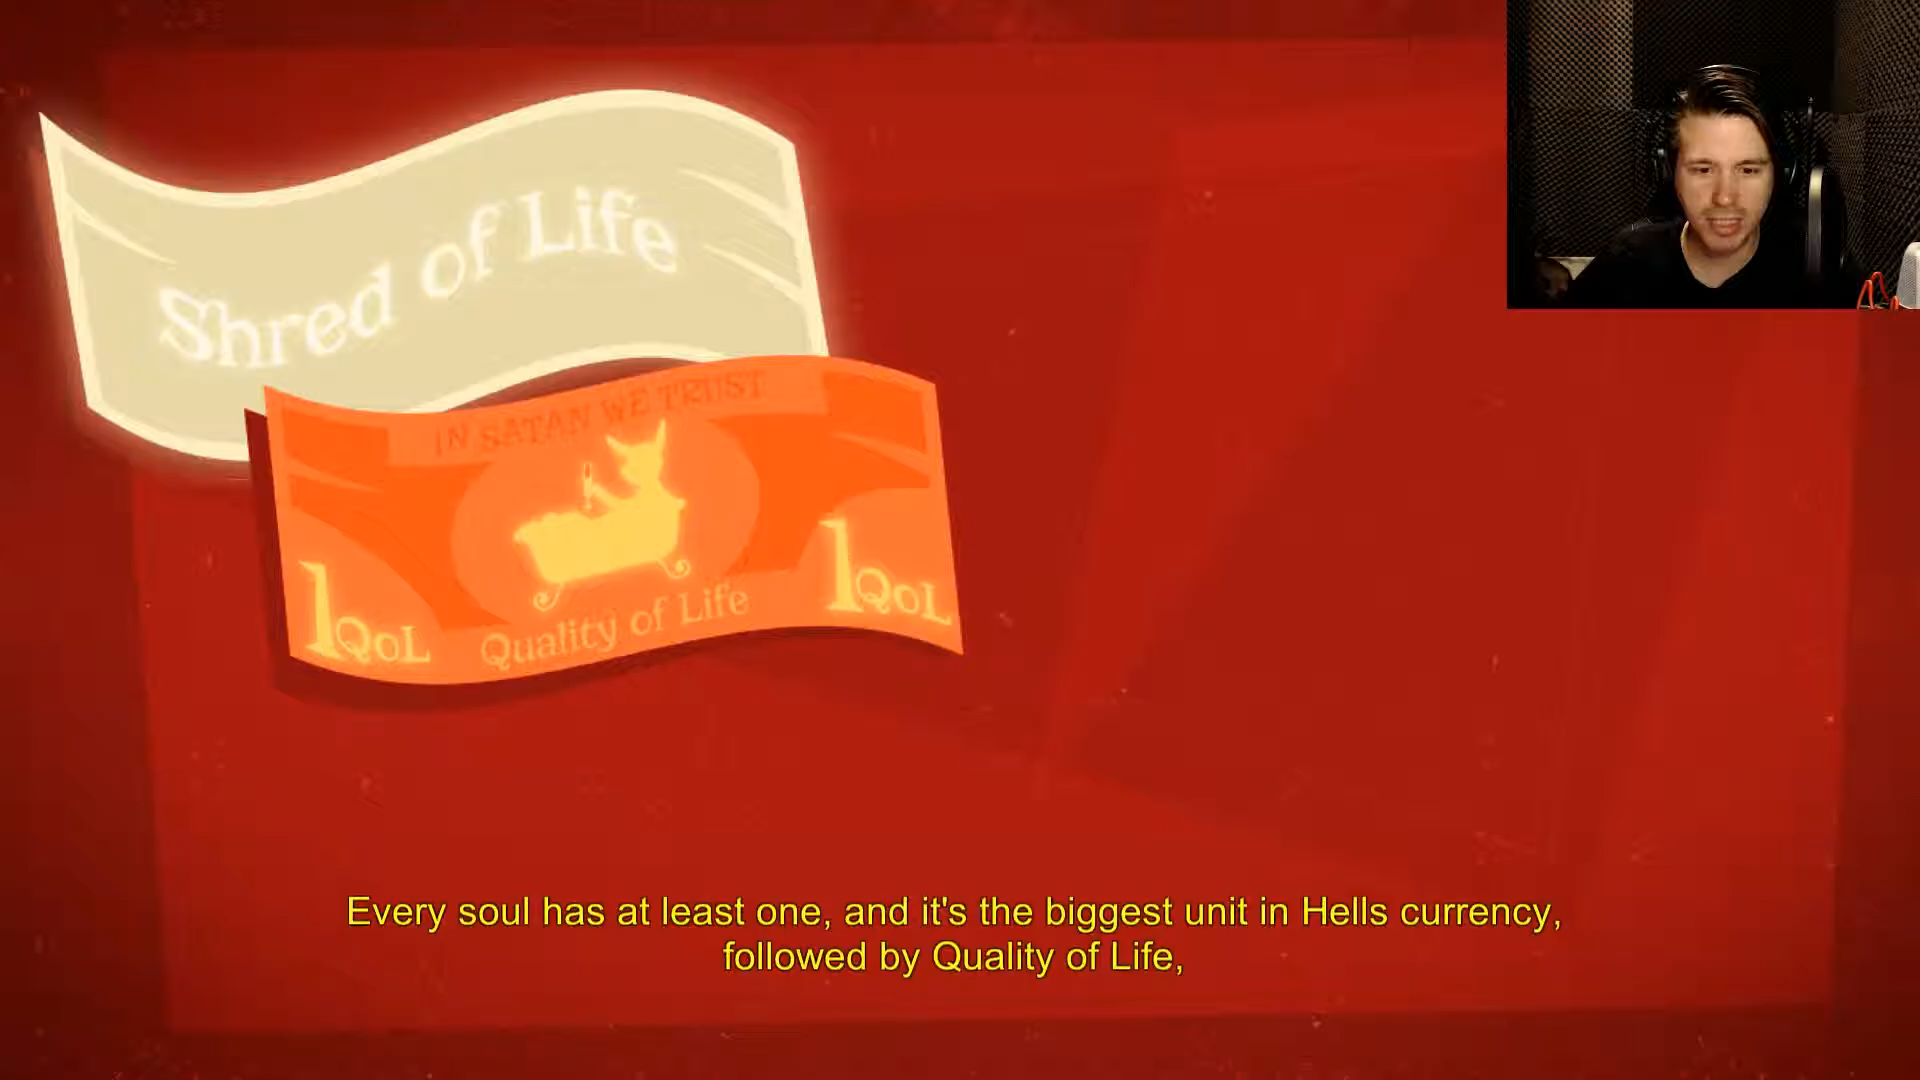 Shred of Life
IN SATAN WE TRUST
1QoL
Quality of Life
1QoL
Every soul has at least one, and it's the biggest unit in Hells currency,
followed by Quality of Life,